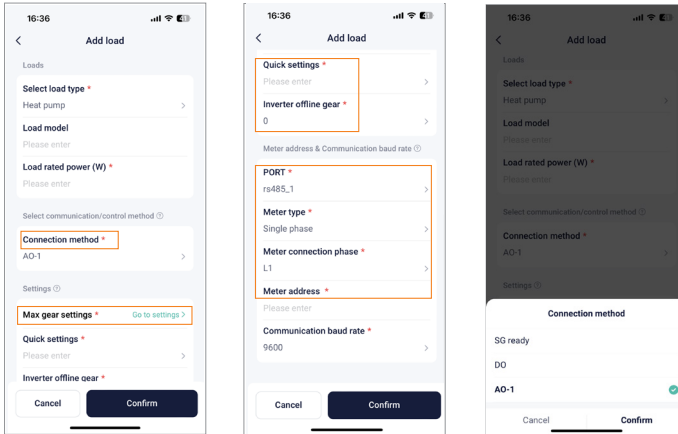 16:36
41
Add load
Loads
Select load type *
Heat pump
Load model
Please enter
Load rated power (W) *
Please enter
Select communication/control method ?
Connection method *
AO-1
Settings ?
Max gear settings *
Go to settings
Quick settings *
Please enter
Inverter offline gear *
Cancel
Confirm
16:36
41
Add load
Quick settings *
Please enter
Inverter offline gear *
0
Meter address & Communication baud rate ?
PORT *
rs485_1
Meter type *
Single phase
Meter connection phase *
L1
Meter address *
Please enter
Communication baud rate *
9600
Cancel
Confirm
16:36
Add load
Loads
Select load type *
Heat pump
Load model
Please enter
Load rated power (W) *
Please enter
Select communication/control method ?
Connection method *
AO-1
Settings ?
Connection method
SG ready
DO
AO-1
Cancel
Confirm